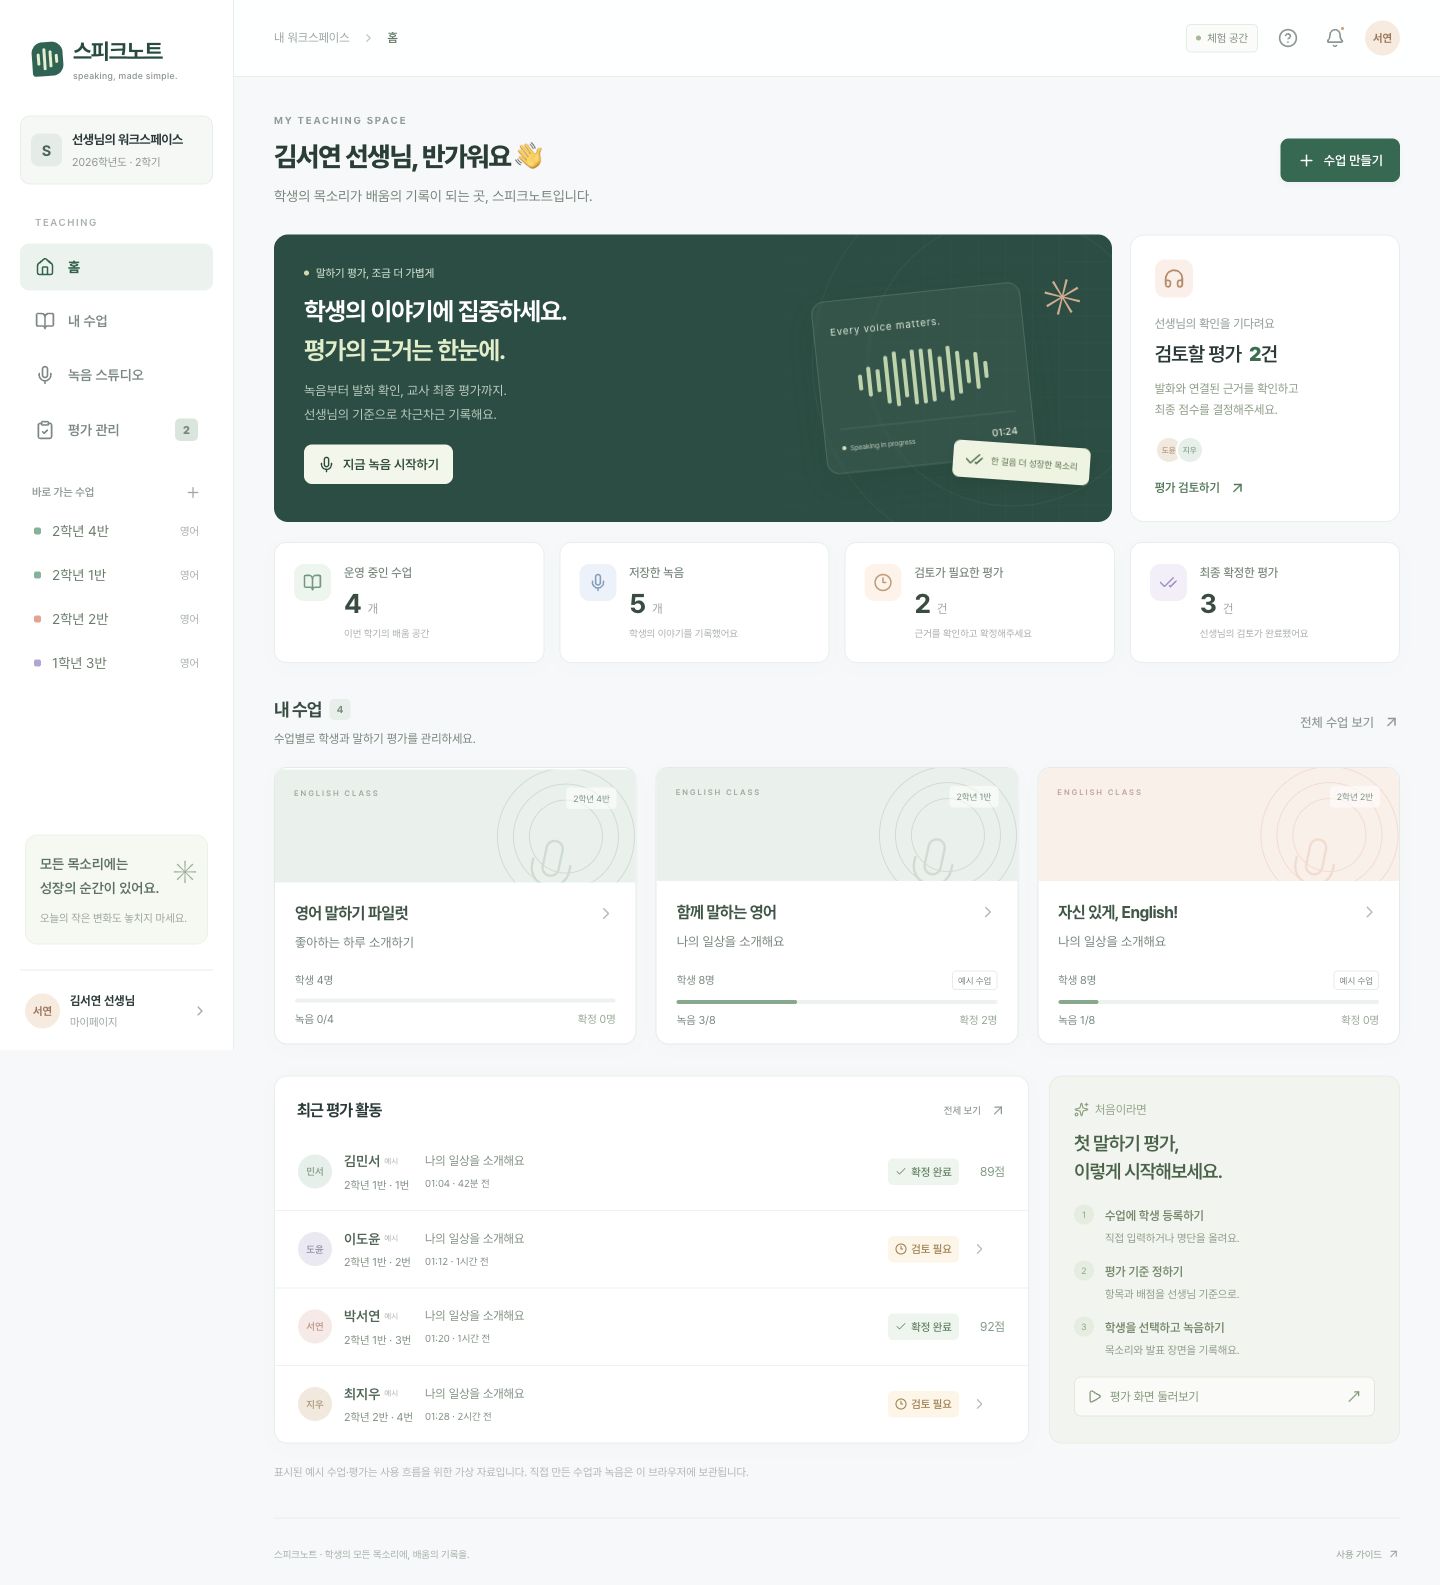 스피크노트
speaking, made simple.
S
선생님의 워크스페이스
2026학년도 · 2학기
TEACHING
홈
내 수업
녹음 스튜디오
평가 관리
2
바로 가는 수업
2학년 4반
영어
2학년 1반
영어
2학년 2반
영어
1학년 3반
영어
모든 목소리에는
성장의 순간이 있어요.
오늘의 작은 변화도 놓치지 마세요.
서연
김서연 선생님
마이페이지
내 워크스페이스
홈
체험 공간
서연
MY TEACHING SPACE
김서연 선생님, 반가워요👋
학생의 목소리가 배움의 기록이 되는 곳, 스피크노트입니다.
수업 만들기
말하기 평가, 조금 더 가볍게
학생의 이야기에 집중하세요.
평가의 근거는 한눈에.
녹음부터 발화 확인, 교사 최종 평가까지.
선생님의 기준으로 차근차근 기록해요.
지금 녹음 시작하기
Every voice matters.
Speaking in progress
01:24
한 걸음 더 성장한 목소리
선생님의 확인을 기다려요
검토할 평가 2건
발화와 연결된 근거를 확인하고
최종 점수를 결정해주세요.
도윤
지우
평가 검토하기
운영 중인 수업
4 개
이번 학기의 배움 공간
저장한 녹음
5 개
학생의 이야기를 기록했어요
검토가 필요한 평가
2 건
근거를 확인하고 확정해주세요
최종 확정한 평가
3 건
선생님의 검토가 완료됐어요
내 수업 4
수업별로 학생과 말하기 평가를 관리하세요.
전체 수업 보기
ENGLISH CLASS
2학년 4반
영어 말하기 파일럿
좋아하는 하루 소개하기
학생 4명
녹음 0/4
확정 0명
ENGLISH CLASS
2학년 1반
함께 말하는 영어
나의 일상을 소개해요
학생 8명
예시 수업
녹음 3/8
확정 2명
ENGLISH CLASS
2학년 2반
자신 있게, English!
나의 일상을 소개해요
학생 8명
예시 수업
녹음 1/8
확정 0명
최근 평가 활동
전체 보기
민서
김민서 예시
2학년 1반 · 1번
나의 일상을 소개해요
01:04 · 42분 전
확정 완료
89점
도윤
이도윤 예시
2학년 1반 · 2번
나의 일상을 소개해요
01:12 · 1시간 전
검토 필요
서연
박서연 예시
2학년 1반 · 3번
나의 일상을 소개해요
01:20 · 1시간 전
확정 완료
92점
지우
최지우 예시
2학년 2반 · 4번
나의 일상을 소개해요
01:28 · 2시간 전
검토 필요
처음이라면
첫 말하기 평가,
이렇게 시작해보세요.
1
수업에 학생 등록하기
직접 입력하거나 명단을 올려요.
2
평가 기준 정하기
항목과 배점을 선생님 기준으로.
3
학생을 선택하고 녹음하기
목소리와 발표 장면을 기록해요.
평가 화면 둘러보기
표시된 예시 수업·평가는 사용 흐름을 위한 가상 자료입니다. 직접 만든 수업과 녹음은 이 브라우저에 보관됩니다.
스피크노트 · 학생의 모든 목소리에, 배움의 기록을.
사용 가이드